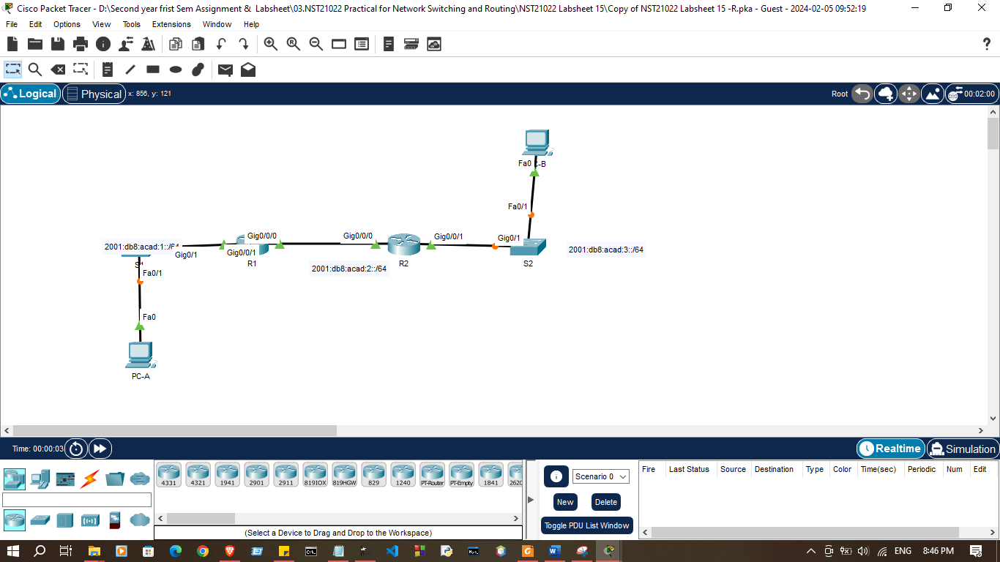 Cisco Packet Tracer - D:\Second year frist Sem Assignment & Labsheet\03.NST21022 Practical for Network Switching and Routing\NST21022 Labsheet 15\Copy of NST21022 Labsheet 15 -R.pka - Guest - 2024-02-05 09:52:19
File Edit Options View Tools Extensions Window Help
Logical Physical x: 856, y: 121 Root 00:02:00
Fa0 C-B
Fa0/1
Gig0/0/0 Gig0/0/0 Gig0/0/1 Gig0/1
2001:db8:acad:1::/64 Gig0/1 Gig0/0/1 2001:db8:acad:3::/64
R1 R2 S2
2001:db8:acad:2::/64
Fa0/1
Fa0
PC-A
Time: 00:00:03 Realtime Simulation
4331 4321 1941 2901 2911 819IOX 819HGW 829 1240 PT-Router PT-Empty 1841 2620
Scenario 0
New Delete
Toggle PDU List Window
Fire Last Status Source Destination Type Color Time(sec) Periodic Num Edit
(Select a Device to Drag and Drop to the Workspace)
ENG 8:46 PM